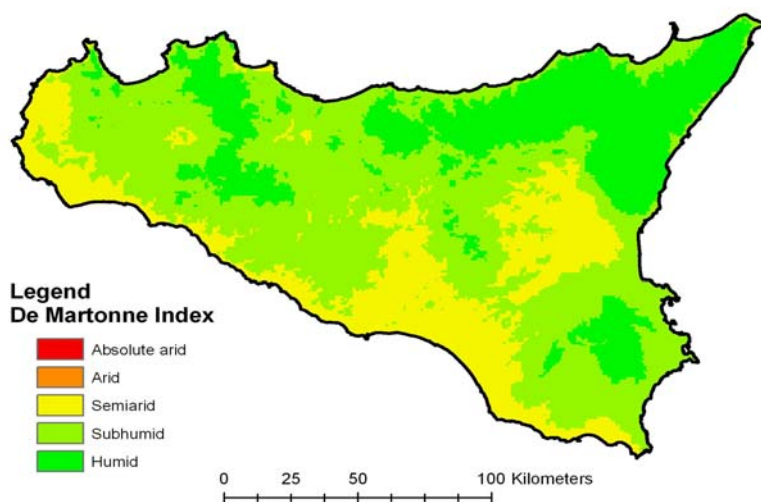 Legend
De Martonne Index
Absolute arid
Arid
Semiarid
Subhumid
Humid
0 25 50 100 Kilometers